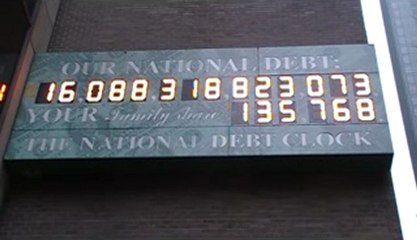 OUR NATIONAL DEBT:
16,088,318,823,073
YOUR Family share 135,768
THE NATIONAL DEBT CLOCK